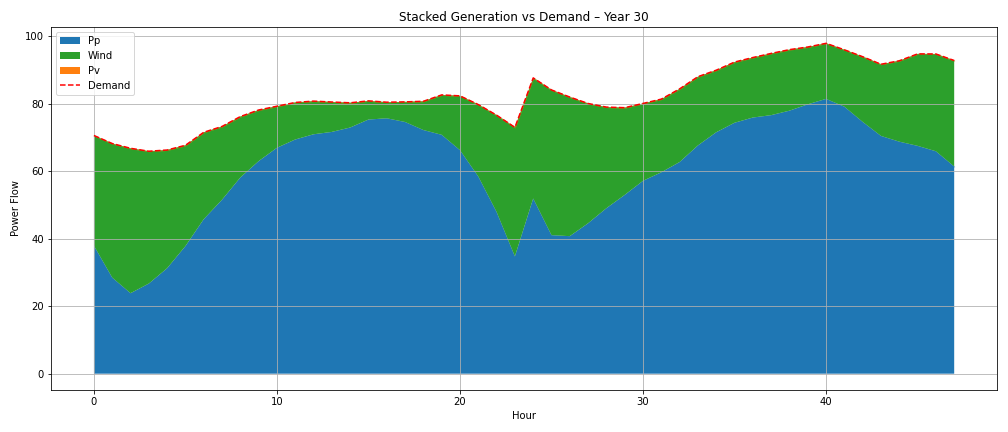 Stacked Generation vs Demand – Year 30
Pp
Wind
Pv
Demand
Power Flow
100
80
60
40
20
0
0 10 20 30 40
Hour